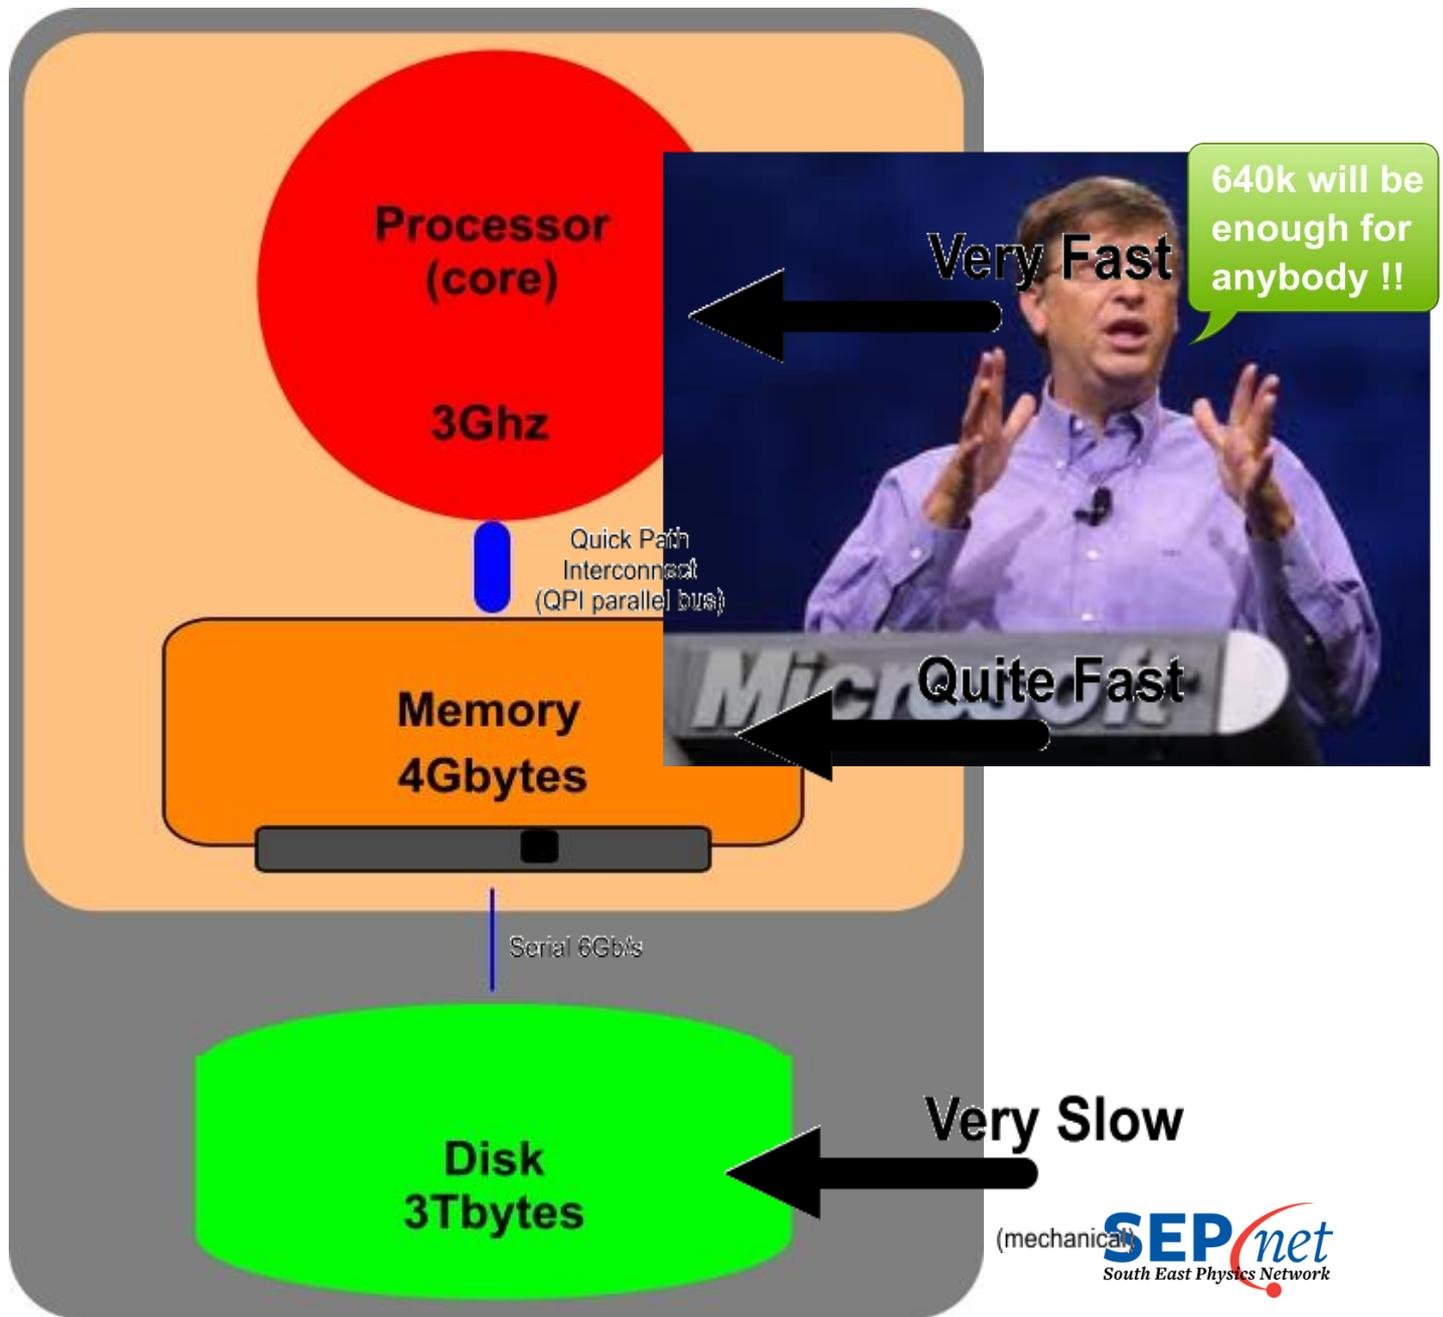 Processor
(core)
3Ghz
Very Fast
640k will be
enough for
anybody !!
Quick Path
Interconnect
(QPI parallel bus)
Memory
4Gbytes
Microsoft
Quite Fast
Serial 6Gb/s
Disk
3Tbytes
Very Slow
(mechanical)
SEPnet
South East Physics Network